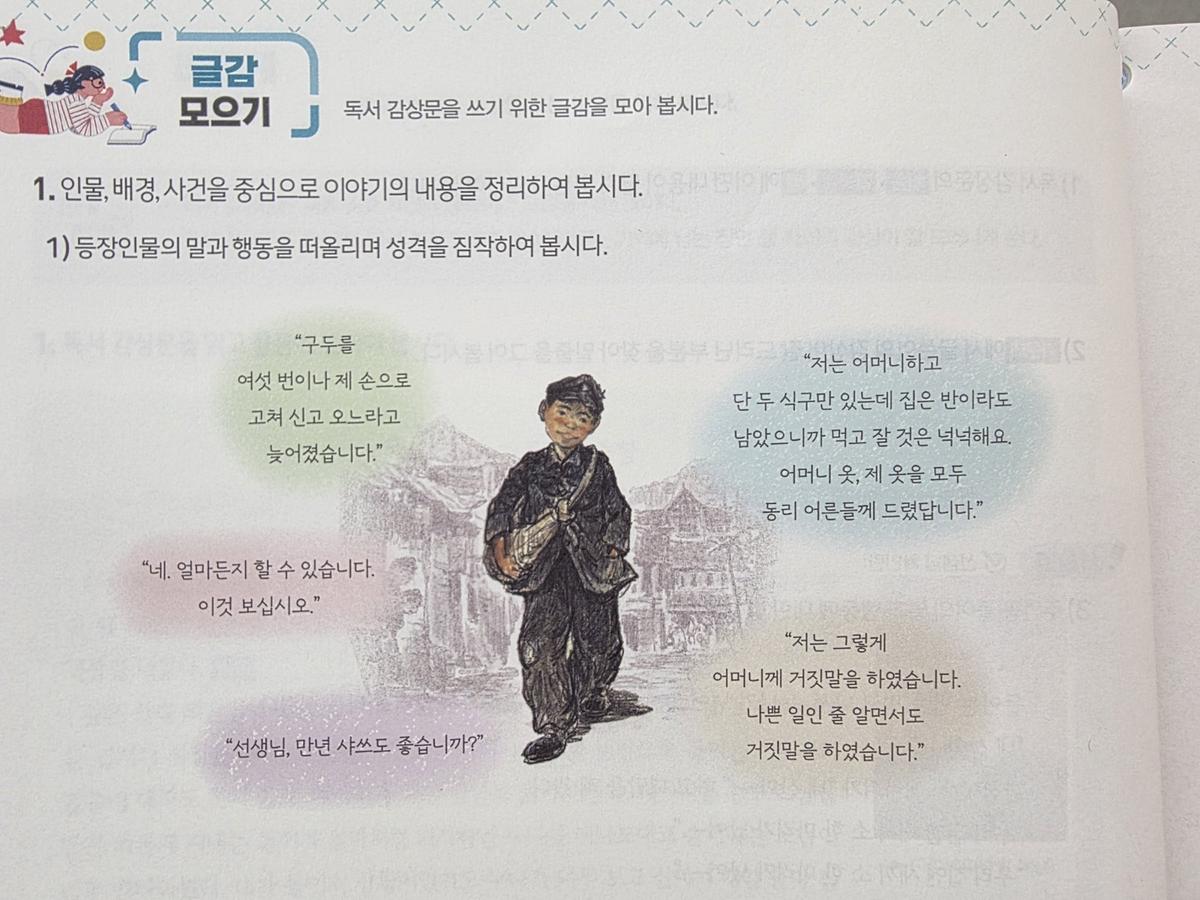 글감
모으기
독서 감상문을 쓰기 위한 글감을 모아 봅시다.
1. 인물, 배경, 사건을 중심으로 이야기의 내용을 정리하여 봅시다.
1) 등장인물의 말과 행동을 떠올리며 성격을 짐작하여 봅시다.
“구두를
여섯 번이나 제 손으로
고쳐 신고 오느라고
늦어졌습니다.”
“저는 어머니하고
단 두 식구만 있는데 집은 반이라도
남았으니까 먹고 잘 것은 넉넉해요.
어머니 옷, 제 옷을 모두
동리 어른들께 드렸답니다.”
“네. 얼마든지 할 수 있습니다.
이것 보십시오.”
“저는 그렇게
어머니께 거짓말을 하였습니다.
나쁜 일인 줄 알면서도
거짓말을 하였습니다.”
“선생님, 만년 샤쓰도 좋습니까?”